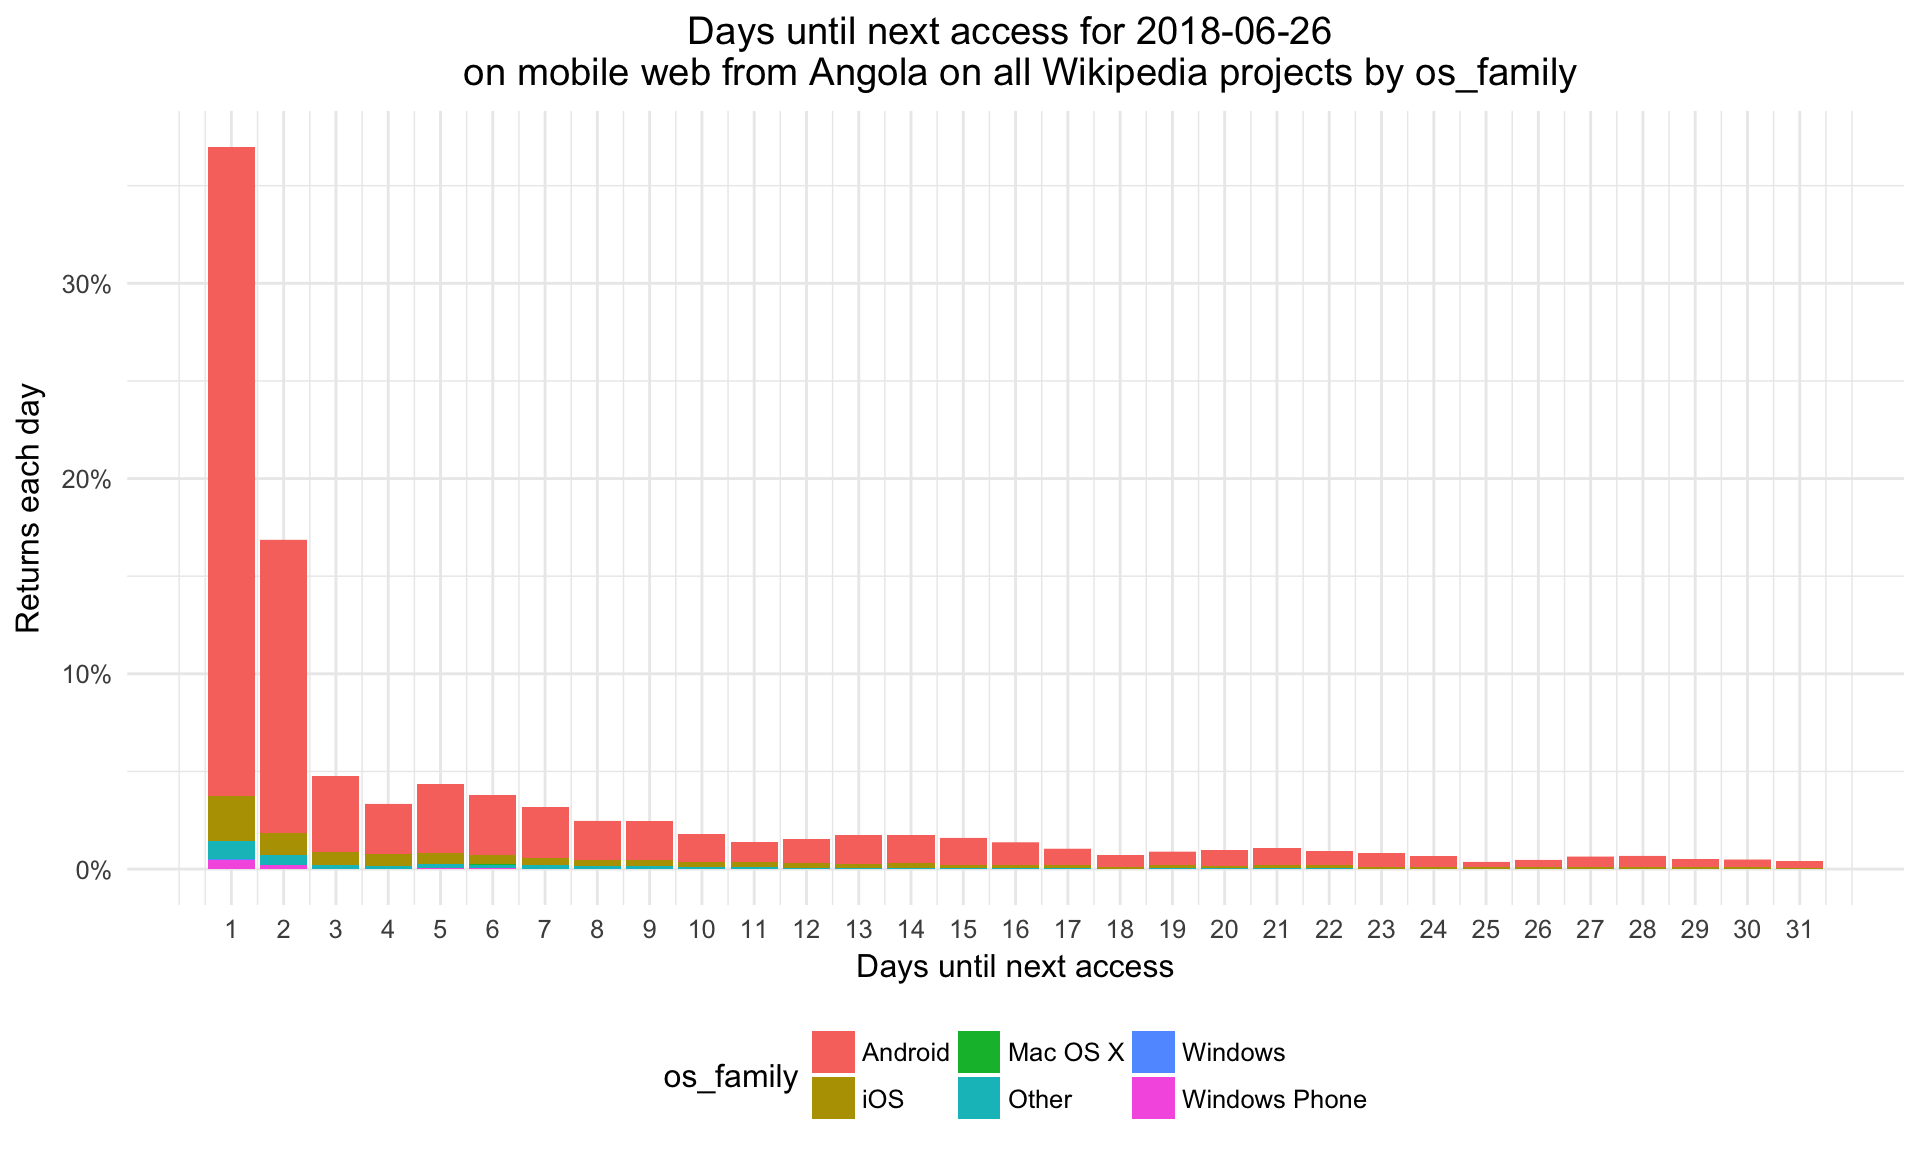 Days until next access for 2018-06-26
on mobile web from Angola on all Wikipedia projects by os_family
Returns each day
30%
20%
10%
0%
1 2 3 4 5 6 7 8 9 10 11 12 13 14 15 16 17 18 19 20 21 22 23 24 25 26 27 28 29 30 31
Days until next access
os_family
Android Mac OS X Windows
iOS Other Windows Phone